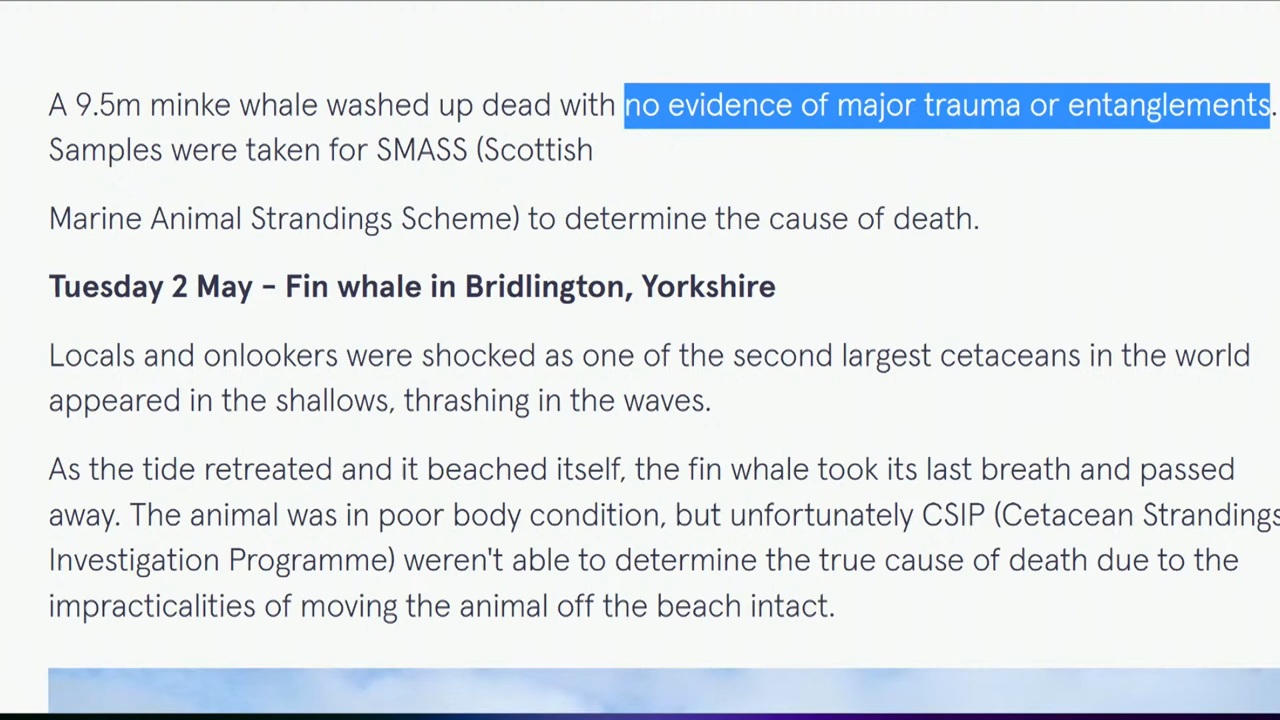 A 9.5m minke whale washed up dead with no evidence of major trauma or entanglements.
Samples were taken for SMASS (Scottish
Marine Animal Strandings Scheme) to determine the cause of death.
Tuesday 2 May – Fin whale in Bridlington, Yorkshire
Locals and onlookers were shocked as one of the second largest cetaceans in the world
appeared in the shallows, thrashing in the waves.
As the tide retreated and it beached itself, the fin whale took its last breath and passed
away. The animal was in poor body condition, but unfortunately CSIP (Cetacean Strandings
Investigation Programme) weren't able to determine the true cause of death due to the
impracticalities of moving the animal off the beach intact.